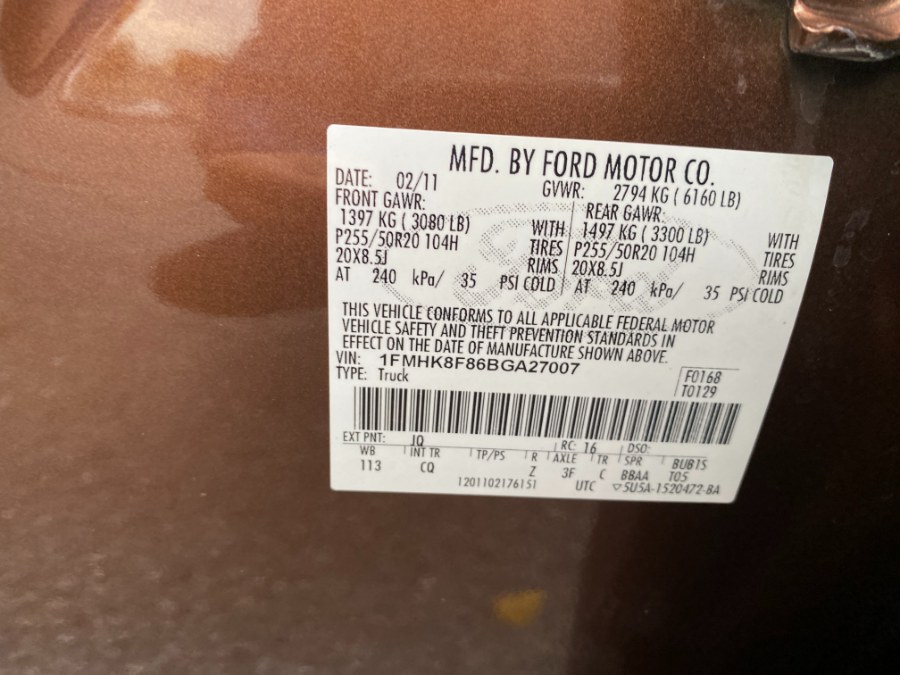 MFD. BY FORD MOTOR CO.
DATE: 02/11 GVWR: 2794 KG ( 6160 LB)
FRONT GAWR: REAR GAWR:
1397 KG ( 3080 LB) WITH 1497 KG ( 3300 LB) WITH
P255/50R20 104H TIRES P255/50R20 104H TIRES
20X8.5J RIMS 20X8.5J RIMS
AT 240 kPa/ 35 PSI COLD AT 240 kPa/ 35 PSI COLD
THIS VEHICLE CONFORMS TO ALL APPLICABLE FEDERAL MOTOR
VEHICLE SAFETY AND THEFT PREVENTION STANDARDS IN
EFFECT ON THE DATE OF MANUFACTURE SHOWN ABOVE.
VIN: 1FMHK8F86BGA27007
TYPE: Truck F0168
T0129
EXT PNT: JQ RC: 16 DSO:
WB INT TR TP/PS R AXLE TR SPR BUB15
113 CQ Z 3F C BBAA T05
1201102176151 UTC ▽5U5A-1520472-BA